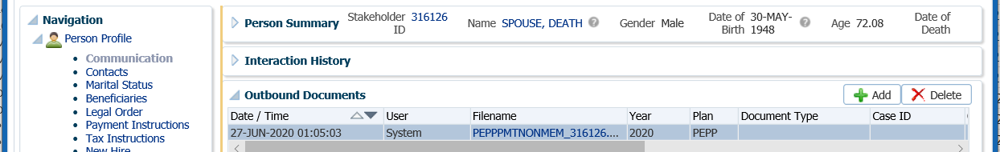 Navigation
Person Profile
Communication
Contacts
Marital Status
Beneficiaries
Legal Order
Payment Instructions
Tax Instructions
New Hire
Person Summary Stakeholder ID 316126 Name SPOUSE, DEATH Gender Male Date of Birth 30-MAY-1948 Age 72.08 Date of Death
Interaction History
Outbound Documents Add Delete
Date / Time User Filename Year Plan Document Type Case ID
27-JUN-2020 01:05:03 System PEPPPMTNONMEM_316126.... 2020 PEPP